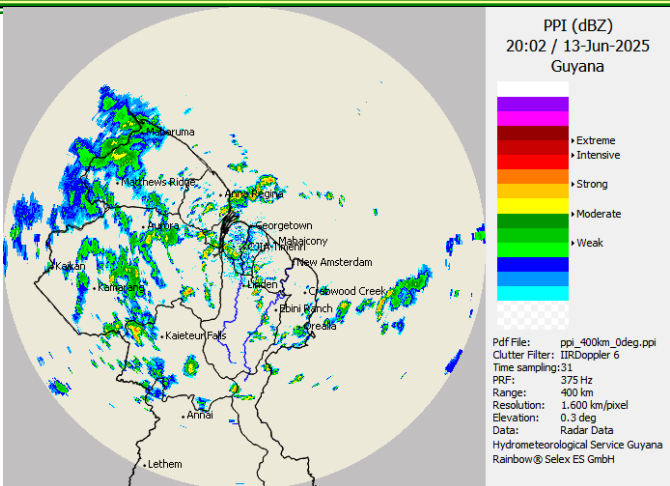 PPI (dBZ)
20:02 / 13-Jun-2025
Guyana
Extreme
Intensive
Strong
Moderate
Weak
Pdf File: ppi_400km_0deg.ppi
Clutter Filter: IIRDoppler 6
Time sampling:31
PRF: 375 Hz
Range: 400 km
Resolution: 1.600 km/pixel
Elevation: 0.3 deg
Data: Radar Data
Hydrometeorological Service Guyana
Rainbow® Selex ES GmbH
Mabaruma
Matthews Ridge
Anna Regina
Aurora
Georgetown
Mahaicony
New Amsterdam
Kaikan
Kamarang
Linden
Crabwood Creek
Ebini Ranch
Orealla
Kaieteur Falls
Annai
Lethem